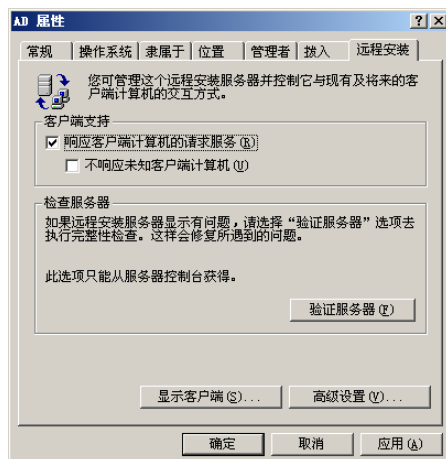 AD 属性
常规 操作系统 隶属于 位置 管理者 拨入 远程安装
您可管理这个远程安装服务器并控制它与现有及将来的客
户端计算机的交互方式。
客户端支持
响应客户端计算机的请求服务(R)
不响应未知客户端计算机(U)
检查服务器
如果远程安装服务器显示有问题，请选择“验证服务器”选项去
执行完整性检查。这样会修复所遇到的问题。
此选项只能从服务器控制台获得。
验证服务器(F)
显示客户端(S)... 高级设置(V)...
确定 取消 应用(A)